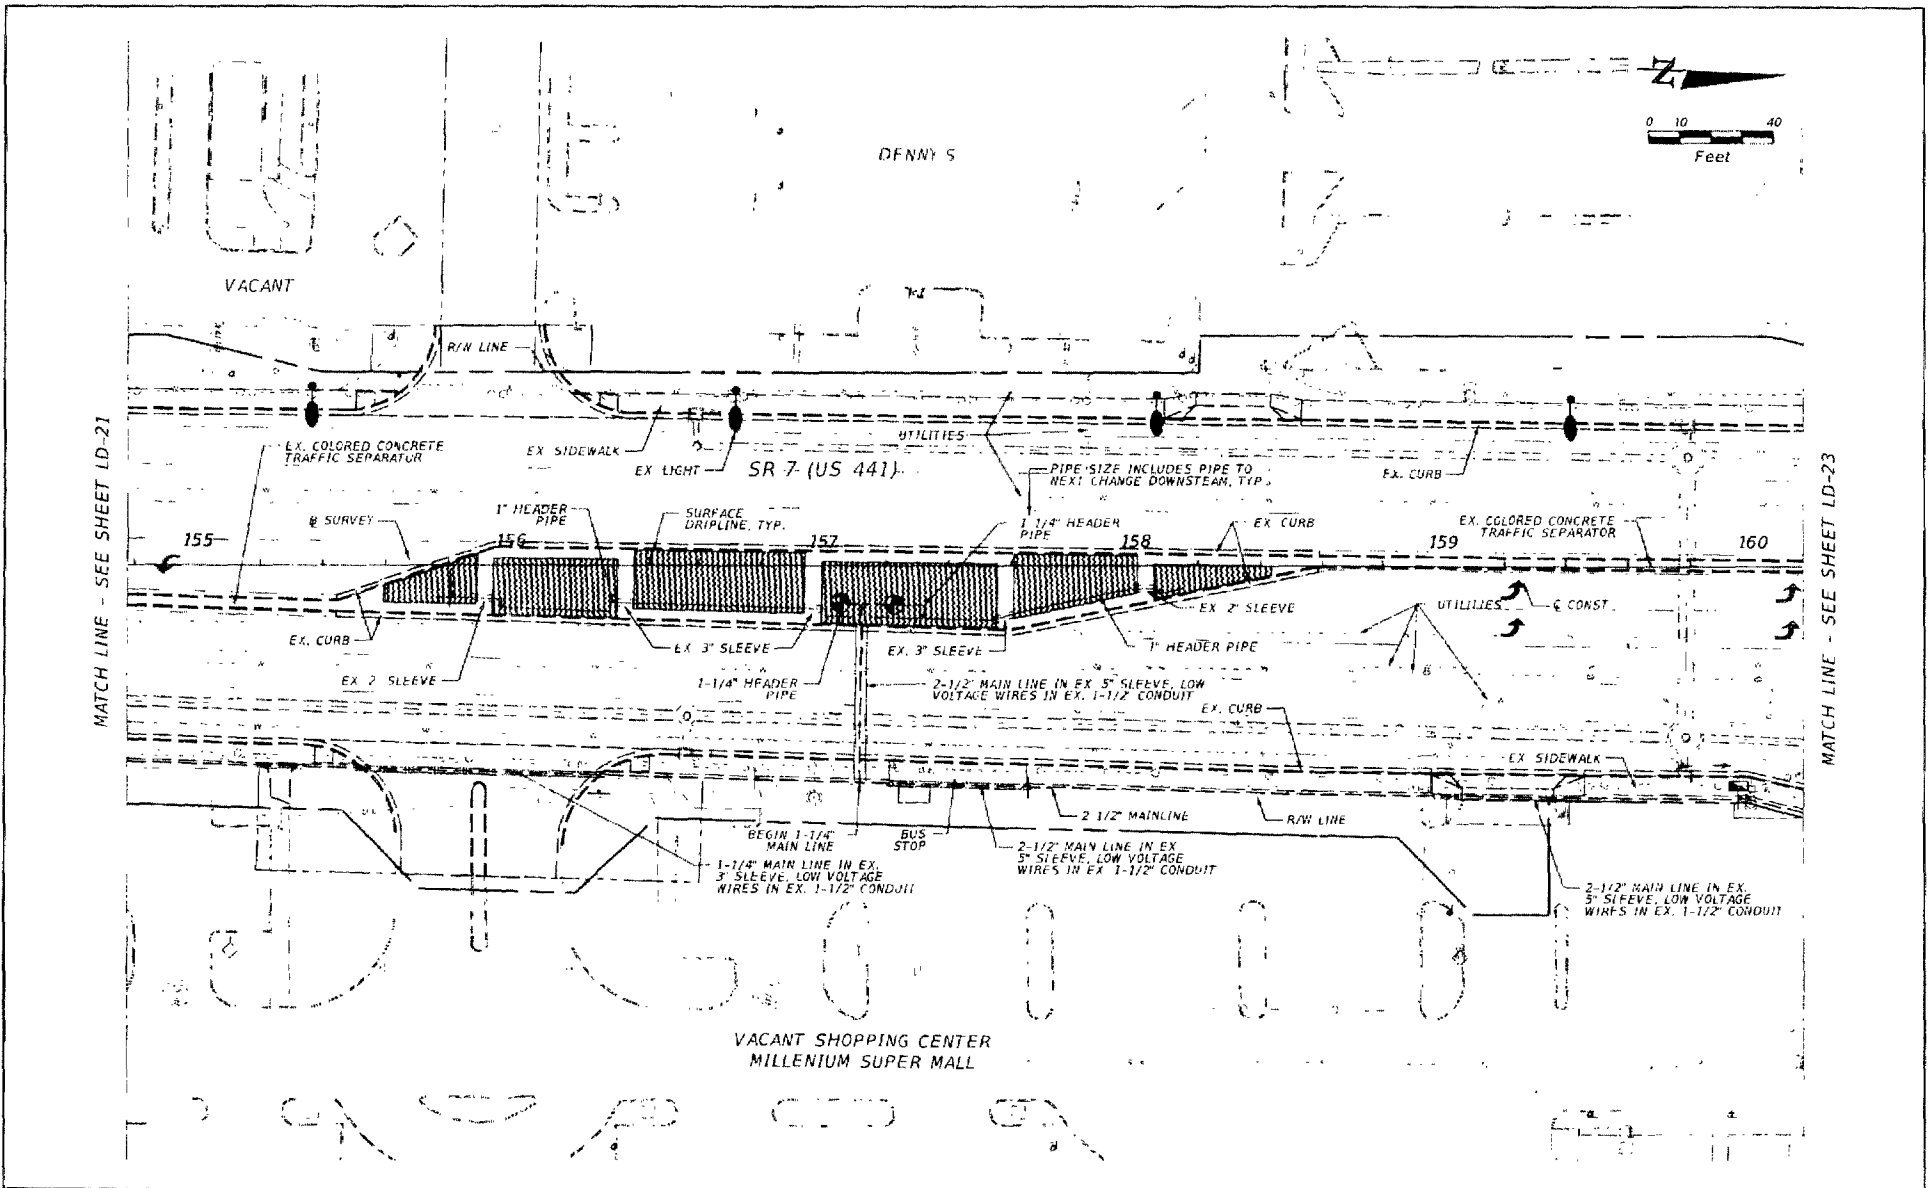 Z
0 10 40
Feet
DENNY S
VACANT
R/W LINE
MATCH LINE - SEE SHEET LD-21
EX. COLORED CONCRETE
TRAFFIC SEPARATOR
EX SIDEWALK
EX LIGHT
SR 7 (US 441)
UTILITIES
PIPE SIZE INCLUDES PIPE TO
NEXT CHANGE DOWNSTEAM, TYP.
EX. CURB
MATCH LINE - SEE SHEET LD-23
SURVEY
1" HEADER
PIPE
SURFACE
DRIPLINE, TYP.
1 1/4" HEADER
PIPE
EX CURB
EX. COLORED CONCRETE
TRAFFIC SEPARATOR
155 156 157 158 159 160
EX. CURB
EX 2 SLEEVE
EX 3" SLEEVE
1-1/4" HEADER
PIPE
EX. 3" SLEEVE
1" HEADER PIPE
EX. 2" SLEEVE
UTILITIES
℄ CONST.
2-1/2" MAIN LINE IN EX 5" SLEEVE, LOW
VOLTAGE WIRES IN EX. 1-1/2" CONDUIT
EX. CURB
EX SIDEWALK
BEGIN 1-1/4"
MAIN LINE
BUS
STOP
2 1/2" MAINLINE
R/W LINE
1-1/4" MAIN LINE IN EX.
3" SLEEVE, LOW VOLTAGE
WIRES IN EX. 1-1/2" CONDUIT
2-1/2" MAIN LINE IN EX
5" SLEEVE, LOW VOLTAGE
WIRES IN EX 1-1/2" CONDUIT
2-1/2" MAIN LINE IN EX.
5" SLEEVE, LOW VOLTAGE
WIRES IN EX. 1-1/2" CONDUIT
VACANT SHOPPING CENTER
MILLENIUM SUPER MALL